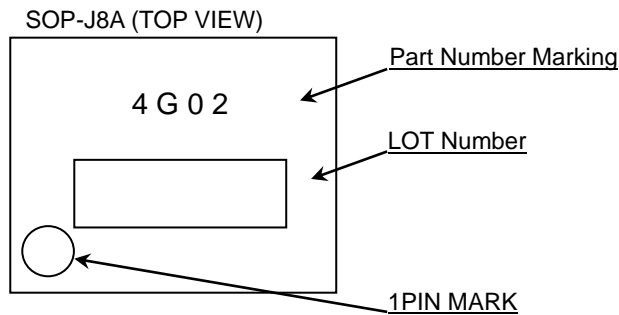 SOP-J8A (TOP VIEW)
Part Number Marking
4 G 0 2
LOT Number
1PIN MARK